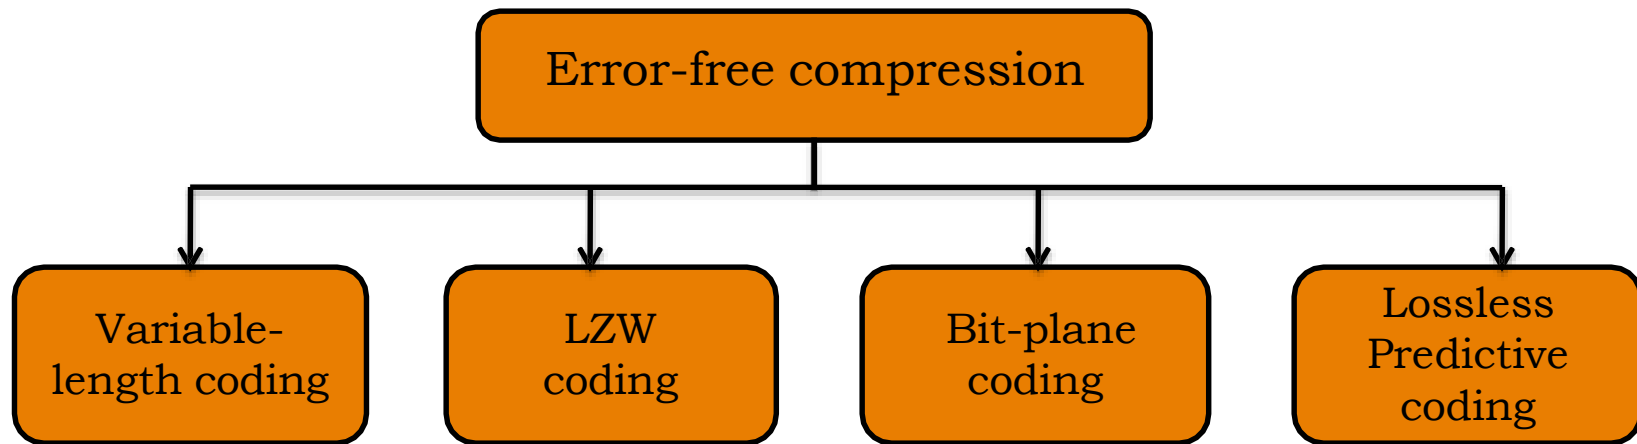 Error-free compression
Variable-
length coding
LZW
coding
Bit-plane
coding
Lossless
Predictive
coding